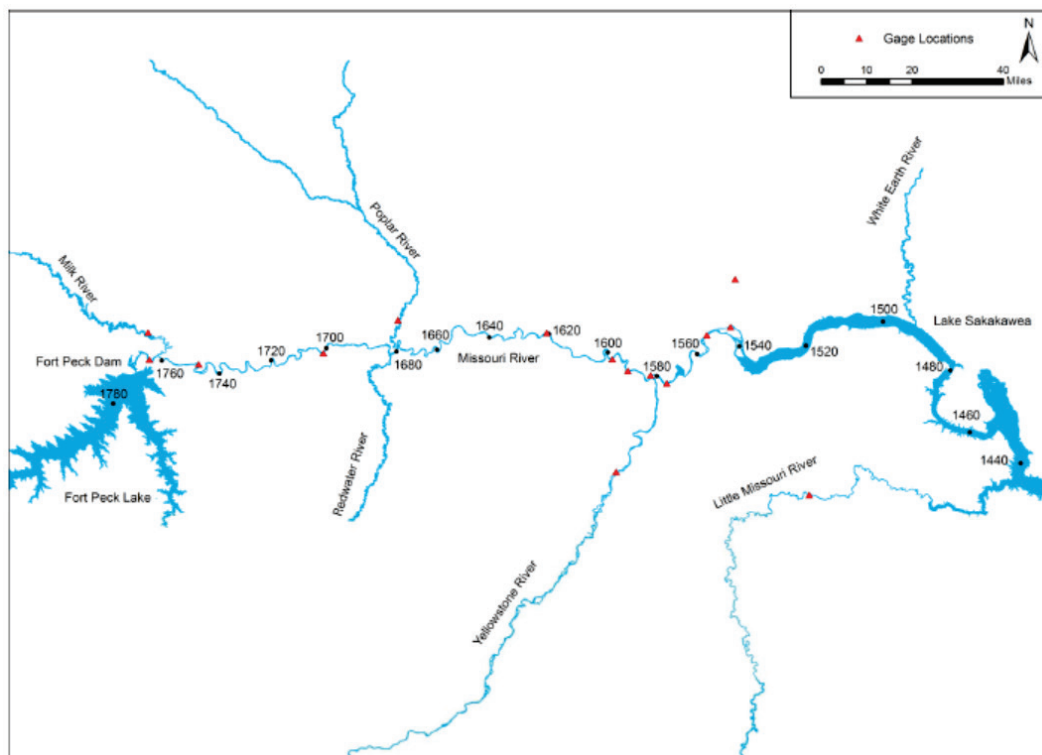 N
Gage Locations
0 10 20 40
Miles
White Earth River
Poplar River
Milk River
1500
Lake Sakakawea
1700
1640
1620
1660
Fort Peck Dam
1760
1720
1680
Missouri River
1600
1560
1540
1520
1740
1580
1480
1780
1460
1440
Fort Peck Lake
Redwater River
Little Missouri River
Yellowstone River